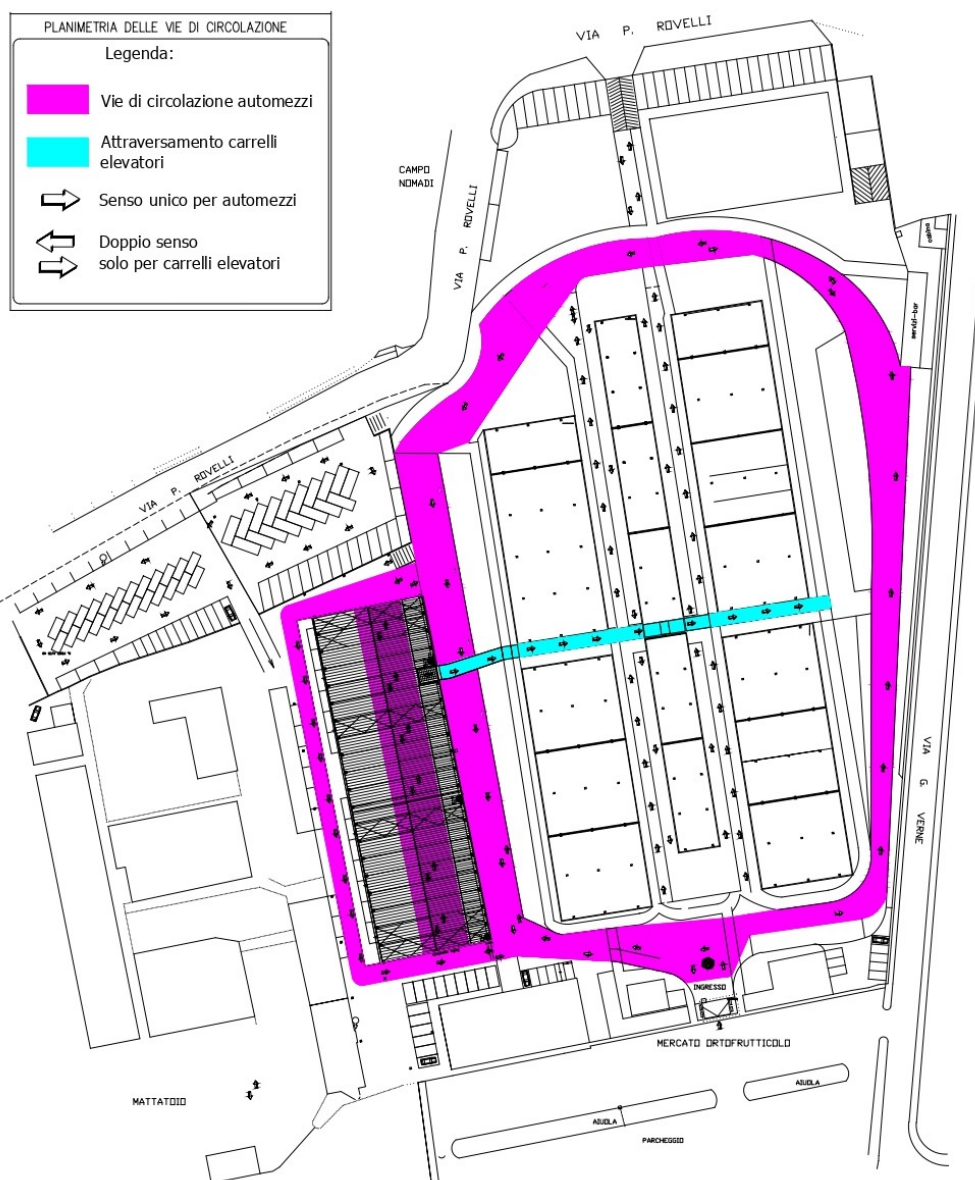 PLANIMETRIA DELLE VIE DI CIRCOLAZIONE
Legenda:
Vie di circolazione automezzi
Attraversamento carrelli
elevatori
Senso unico per automezzi
Doppio senso
solo per carrelli elevatori
VIA P. ROVELLI
CAMPO
NOMADI
VIA P. ROVELLI
VIA P. ROVELLI
servizi-bar
VIA G. VERNE
INGRESSO
MERCATO ORTOFRUTTICOLO
MATTATOIO
AIUOLA
AIUOLA
PARCHEGGIO